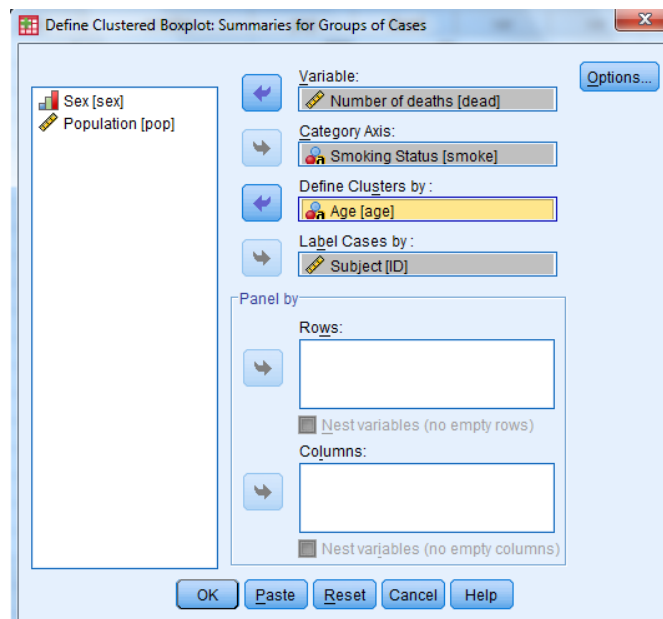 Define Clustered Boxplot: Summaries for Groups of Cases
x
Sex [sex]
Population [pop]
Variable:
Number of deaths [dead]
Options...
Category Axis:
Smoking Status [smoke]
Define Clusters by :
Age [age]
Label Cases by :
Subject [ID]
Panel by
Rows:
Nest variables (no empty rows)
Columns:
Nest variables (no empty columns)
OK
Paste
Reset
Cancel
Help